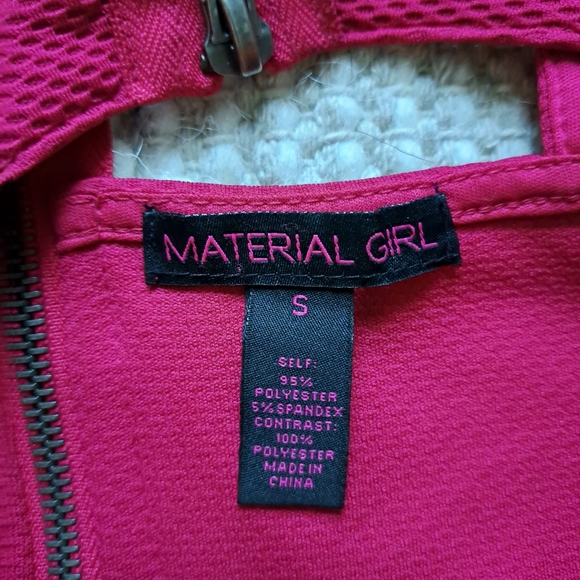 MATERIAL GIRL
S
SELF:
95%
POLYESTER
5% SPANDEX
CONTRAST:
100%
POLYESTER
MADE IN
CHINA